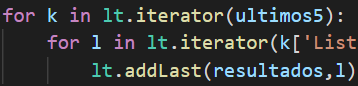 for k in lt.iterator(ultimos5):
for l in lt.iterator(k['List
lt.addLast(resultados,l)